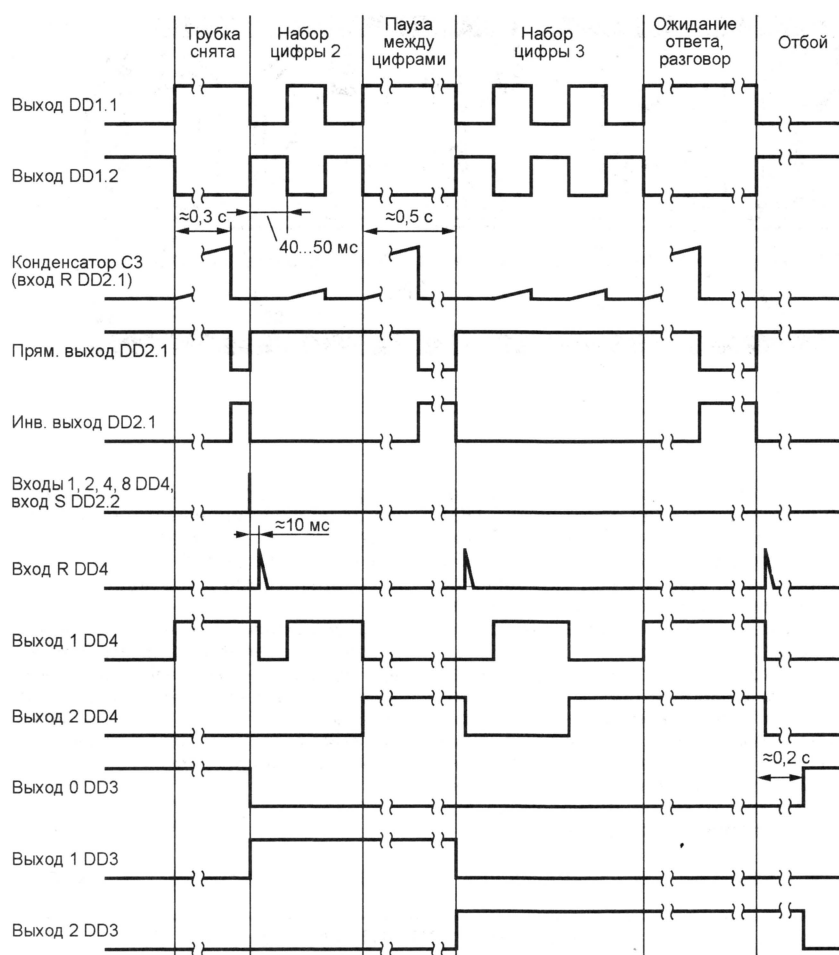 Трубка
снята
Набор
цифры 2
Пауза
между
цифрами
Набор
цифры 3
Ожидание
ответа,
разговор
Отбой
Выход DD1.1
Выход DD1.2
≈0,3 с
40...50 мс
≈0,5 с
Конденсатор С3
(вход R DD2.1)
Прям. выход DD2.1
Инв. выход DD2.1
Входы 1, 2, 4, 8 DD4,
вход S DD2.2
≈10 мс
Вход R DD4
Выход 1 DD4
Выход 2 DD4
≈0,2 с
Выход 0 DD3
Выход 1 DD3
Выход 2 DD3